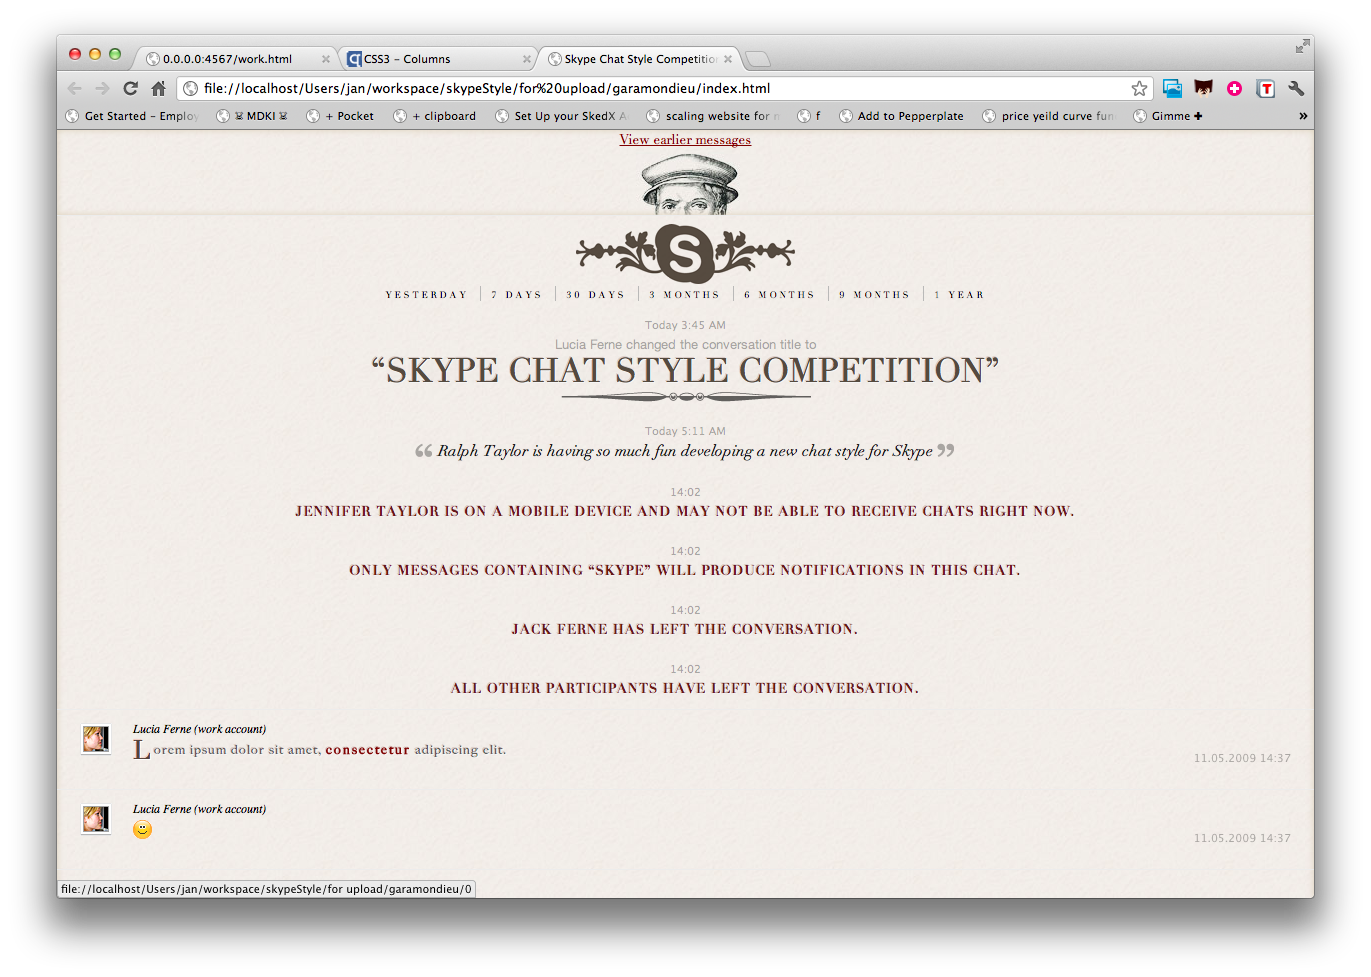 0.0.0.0:4567/work.html
CSS3 – Columns
Skype Chat Style Competitio
file://localhost/Users/jan/workspace/skypeStyle/for%20upload/garamondieu/index.html
Get Started – Emplo
MDKI
+ Pocket
+ clipboard
Set Up your SkedX A
scaling website for m
f
Add to Pepperplate
price yeild curve fun
Gimme +
»
View earlier messages
S
YESTERDAY
7 DAYS
30 DAYS
3 MONTHS
6 MONTHS
9 MONTHS
1 YEAR
Today 3:45 AM
Lucia Ferne changed the conversation title to
“SKYPE CHAT STYLE COMPETITION”
Today 5:11 AM
“ Ralph Taylor is having so much fun developing a new chat style for Skype ”
14:02
JENNIFER TAYLOR IS ON A MOBILE DEVICE AND MAY NOT BE ABLE TO RECEIVE CHATS RIGHT NOW.
14:02
ONLY MESSAGES CONTAINING “SKYPE” WILL PRODUCE NOTIFICATIONS IN THIS CHAT.
14:02
JACK FERNE HAS LEFT THE CONVERSATION.
14:02
ALL OTHER PARTICIPANTS HAVE LEFT THE CONVERSATION.
Lucia Ferne (work account)
Lorem ipsum dolor sit amet, consectetur adipiscing elit.
11.05.2009 14:37
Lucia Ferne (work account)
11.05.2009 14:37
file://localhost/Users/jan/workspace/skypeStyle/for upload/garamondieu/0